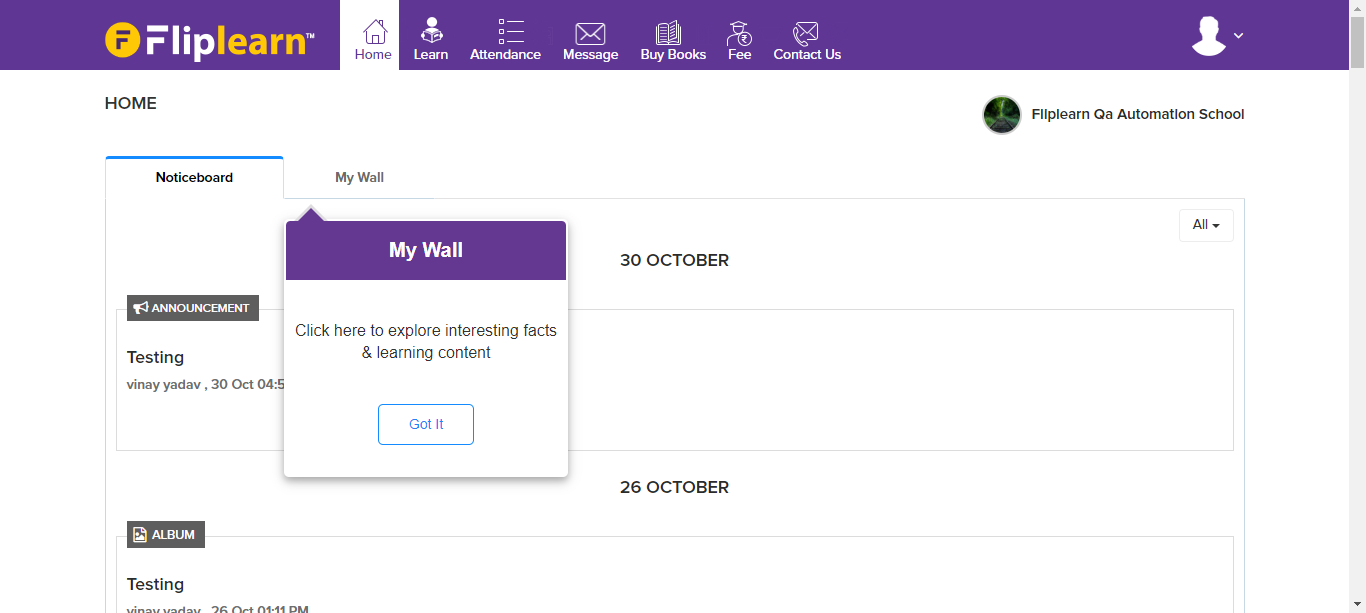 Fliplearn™
Home Learn Attendance Message Buy Books Fee Contact Us
HOME
Fliplearn Qa Automation School
Noticeboard My Wall
All
My Wall
Click here to explore interesting facts
& learning content
Got It
30 OCTOBER
ANNOUNCEMENT
Testing
vinay yadav , 30 Oct 04:5
26 OCTOBER
ALBUM
Testing
vinay yadav , 26 Oct 01:11 PM